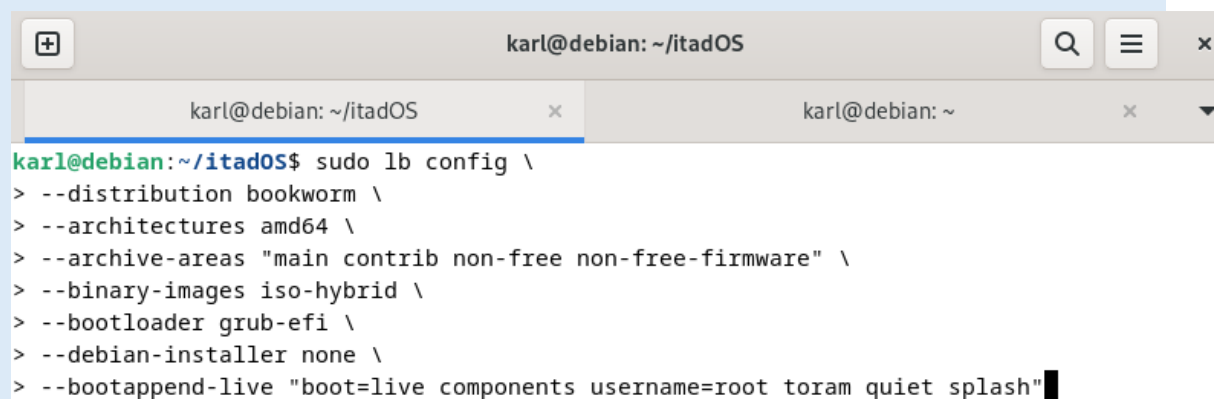 karl@debian: ~/itadOS
karl@debian: ~/itadOS
karl@debian: ~
karl@debian:~/itadOS$ sudo lb config \
> --distribution bookworm \
> --architectures amd64 \
> --archive-areas "main contrib non-free non-free-firmware" \
> --binary-images iso-hybrid \
> --bootloader grub-efi \
> --debian-installer none \
> --bootappend-live "boot=live components username=root toram quiet splash"